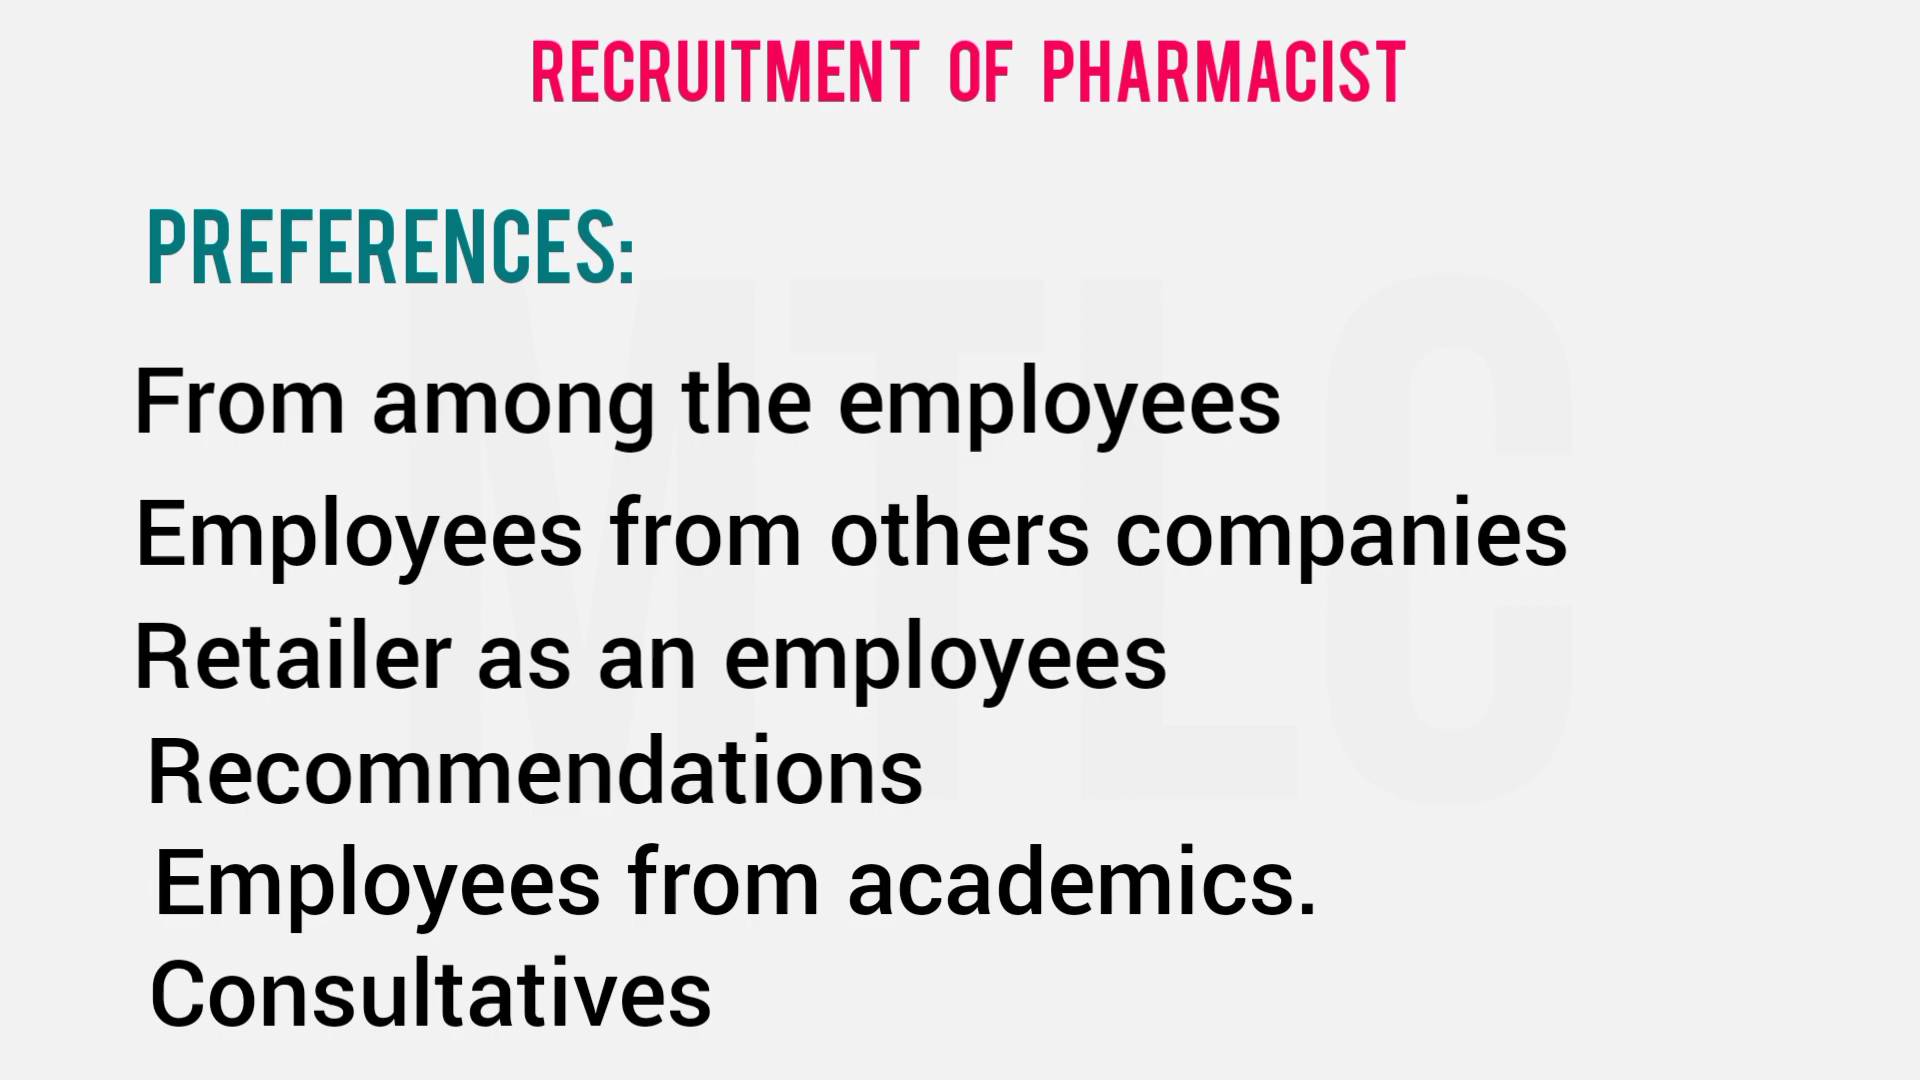 RECRUITMENT OF PHARMACIST
PREFERENCES:
From among the employees
Employees from others companies
Retailer as an employees
Recommendations
Employees from academics.
Consultatives
MTLC